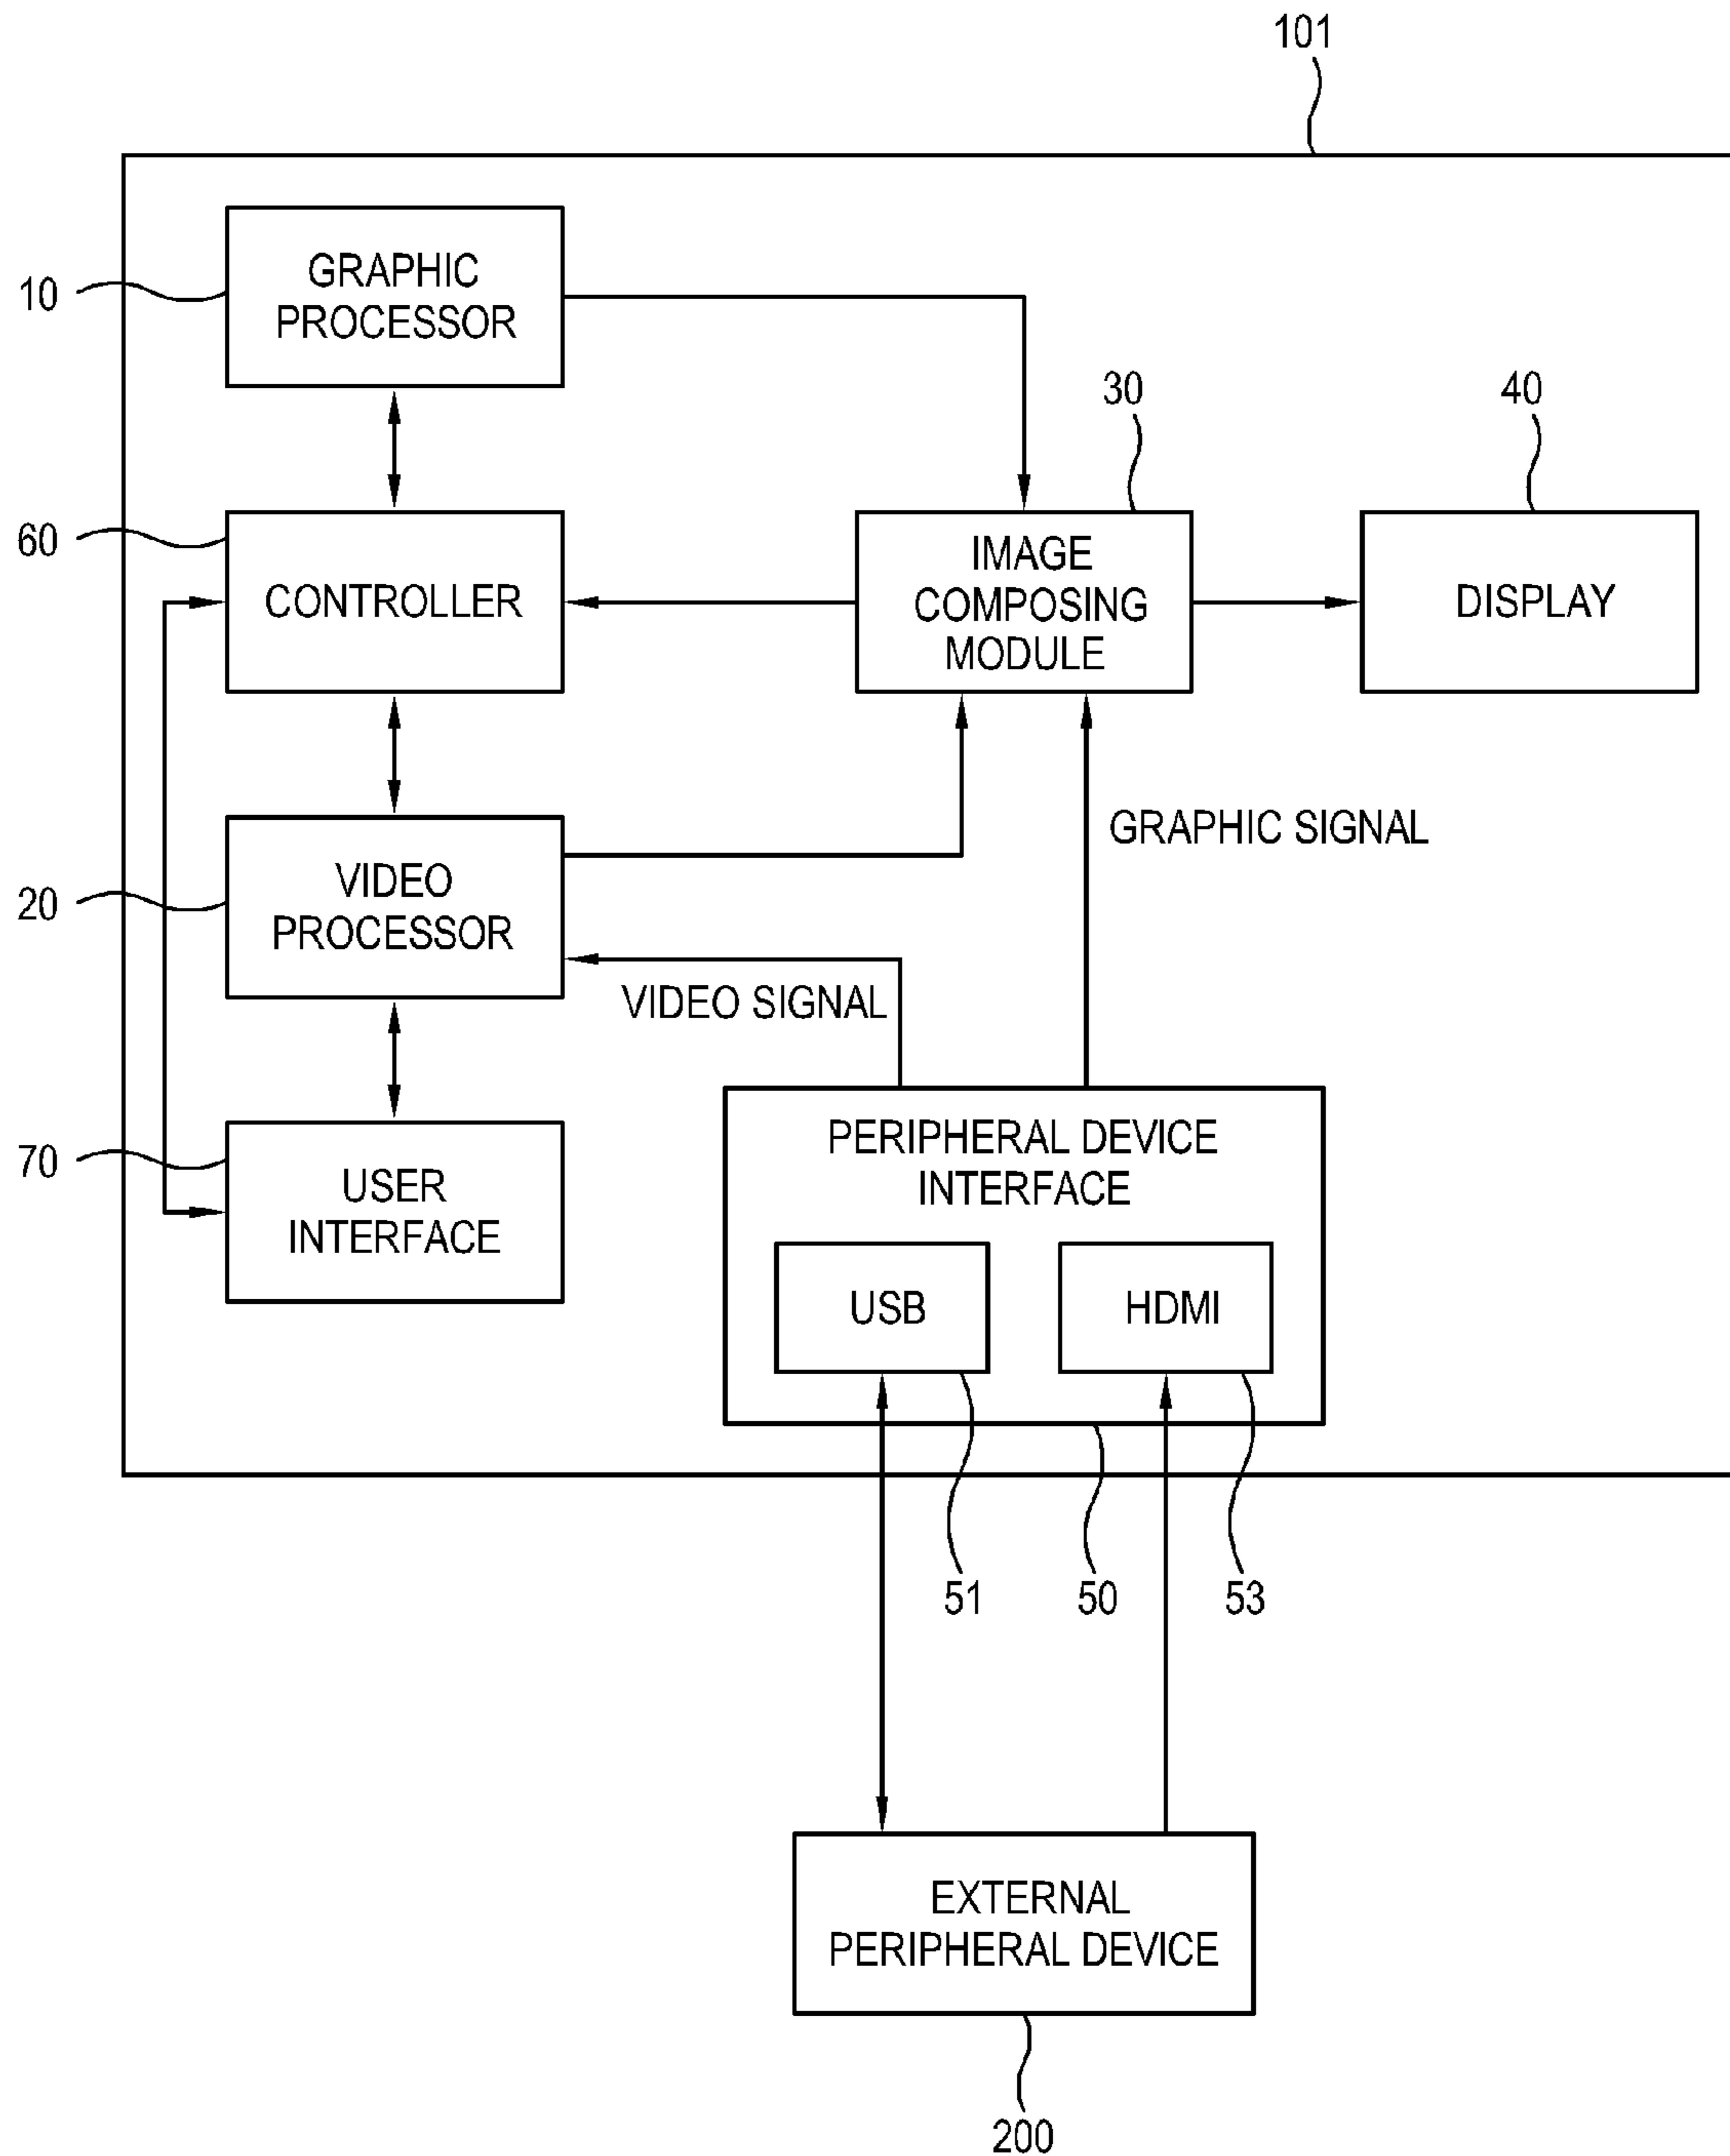 101
GRAPHIC
PROCESSOR
10
30
40
60
CONTROLLER
IMAGE
COMPOSING
MODULE
DISPLAY
GRAPHIC SIGNAL
20
VIDEO
PROCESSOR
VIDEO SIGNAL
70
USER
INTERFACE
PERIPHERAL DEVICE
INTERFACE
USB
HDMI
51
50
53
EXTERNAL
PERIPHERAL DEVICE
200